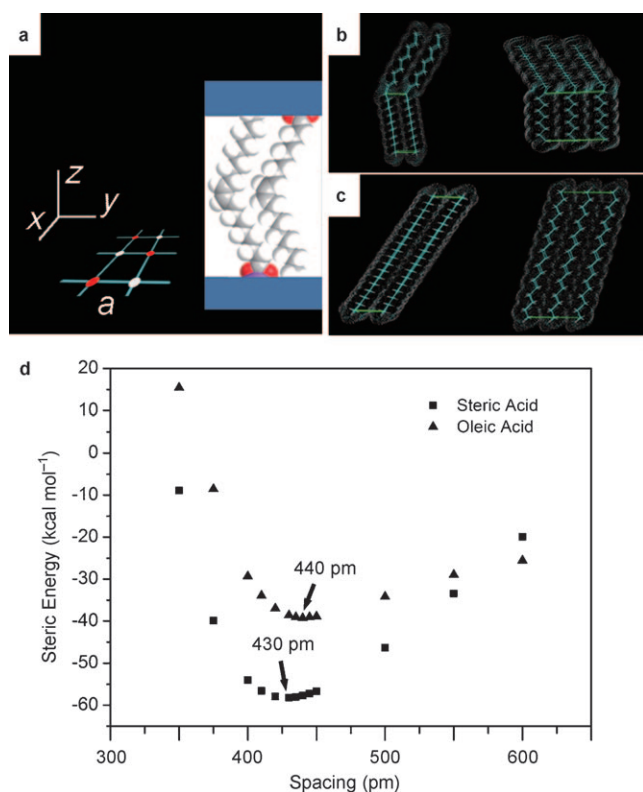 a
b
z
x
y
a
c
d
20
10
0
-10
-20
-30
-40
-50
-60
Steric Energy (kcal mol⁻¹)
Steric Acid
Oleic Acid
440 pm
430 pm
300
400
500
600
Spacing (pm)